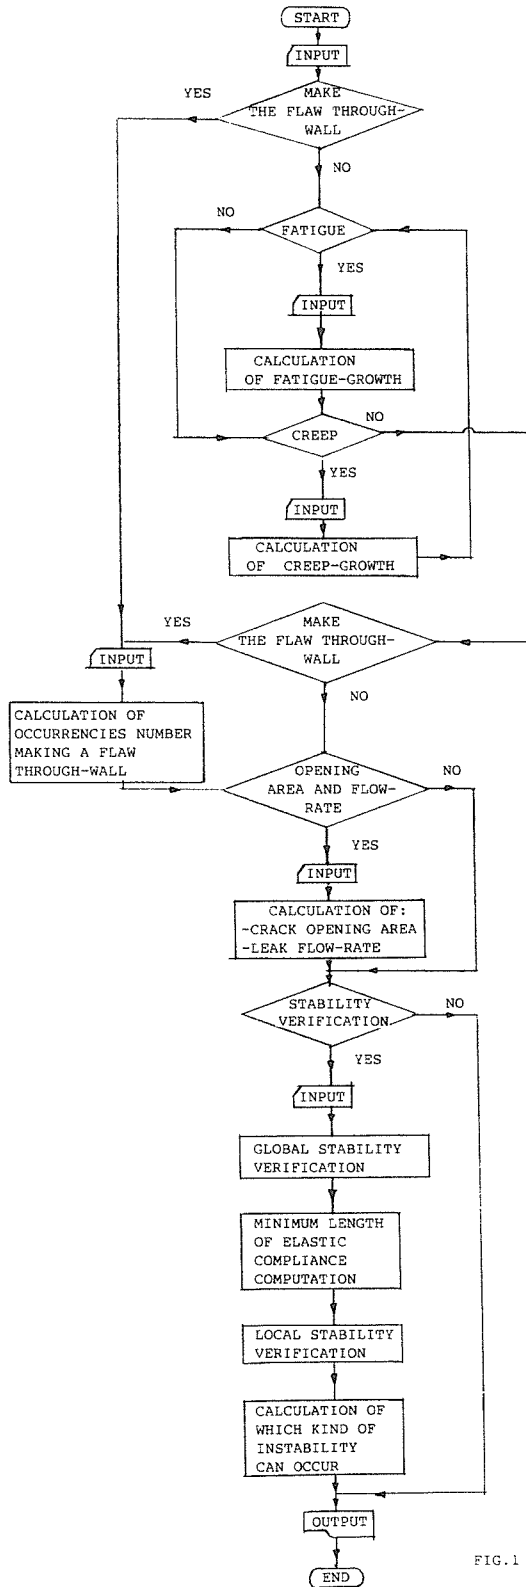 START
INPUT
MAKE
THE FLAW THROUGH-
WALL
YES
NO
FATIGUE
NO
YES
INPUT
CALCULATION
OF FATIGUE-GROWTH
CREEP
NO
YES
INPUT
CALCULATION
OF CREEP-GROWTH
MAKE
THE FLAW THROUGH-
WALL
YES
NO
INPUT
CALCULATION OF
OCCURRENCIES NUMBER
MAKING A FLAW
THROUGH-WALL
OPENING
AREA AND FLOW-
RATE
NO
YES
INPUT
CALCULATION OF:
-CRACK OPENING AREA
-LEAK FLOW-RATE
STABILITY
VERIFICATION
NO
YES
INPUT
GLOBAL STABILITY
VERIFICATION
MINIMUM LENGTH
OF ELASTIC
COMPLIANCE
COMPUTATION
LOCAL STABILITY
VERIFICATION
CALCULATION OF
WHICH KIND OF
INSTABILITY
CAN OCCUR
OUTPUT
END
FIG.1